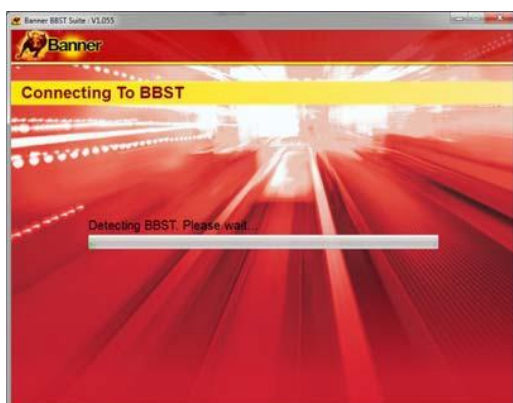 Banner BBST Suite : V1.055
Banner
Connecting To BBST
Detecting BBST. Please wait...